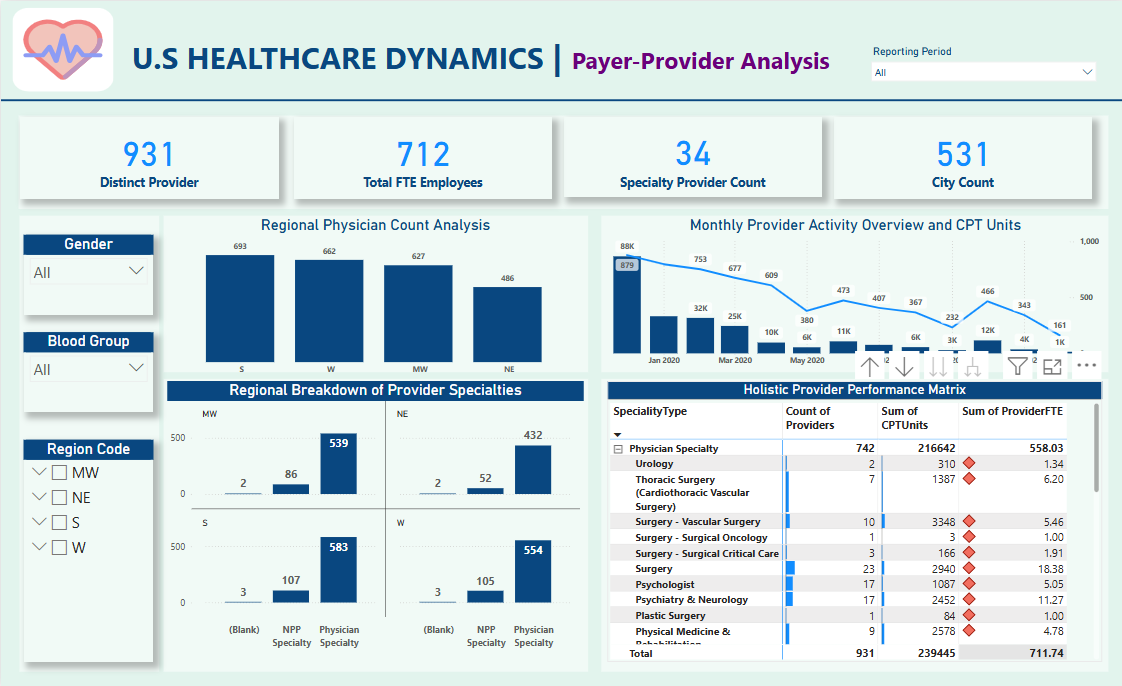 U.S HEALTHCARE DYNAMICS | Payer-Provider Analysis
Reporting Period
All
931
Distinct Provider
712
Total FTE Employees
34
Specialty Provider Count
531
City Count
Gender
All
Blood Group
All
Region Code
MW
NE
S
W
Regional Physician Count Analysis
693
662
627
486
S
W
MW
NE
Monthly Provider Activity Overview and CPT Units
88K
879
753
677
609
380
473
407
367
232
466
343
161
32K
25K
10K
6K
11K
6K
3K
12K
4K
1K
1,000
500
Jan 2020
Mar 2020
May 2020
Regional Breakdown of Provider Specialties
MW
500
0
2
86
539
NE
2
52
432
S
500
0
3
107
583
W
3
105
554
(Blank)
NPP
Specialty
Physician
Specialty
(Blank)
NPP
Specialty
Physician
Specialty
Holistic Provider Performance Matrix
SpecialityType
Count of
Providers
Sum of
CPTUnits
Sum of ProviderFTE
Physician Specialty 742 216642 558.03
Urology 2 310 1.34
Thoracic Surgery 7 1387 6.20
(Cardiothoracic Vascular
Surgery)
Surgery - Vascular Surgery 10 3348 5.46
Surgery - Surgical Oncology 1 3 1.00
Surgery - Surgical Critical Care 3 166 1.91
Surgery 23 2940 18.38
Psychologist 17 1087 5.05
Psychiatry & Neurology 17 2452 11.27
Plastic Surgery 1 84 1.00
Physical Medicine & 9 2578 4.78
Rehabilitation
Total 931 239445 711.74